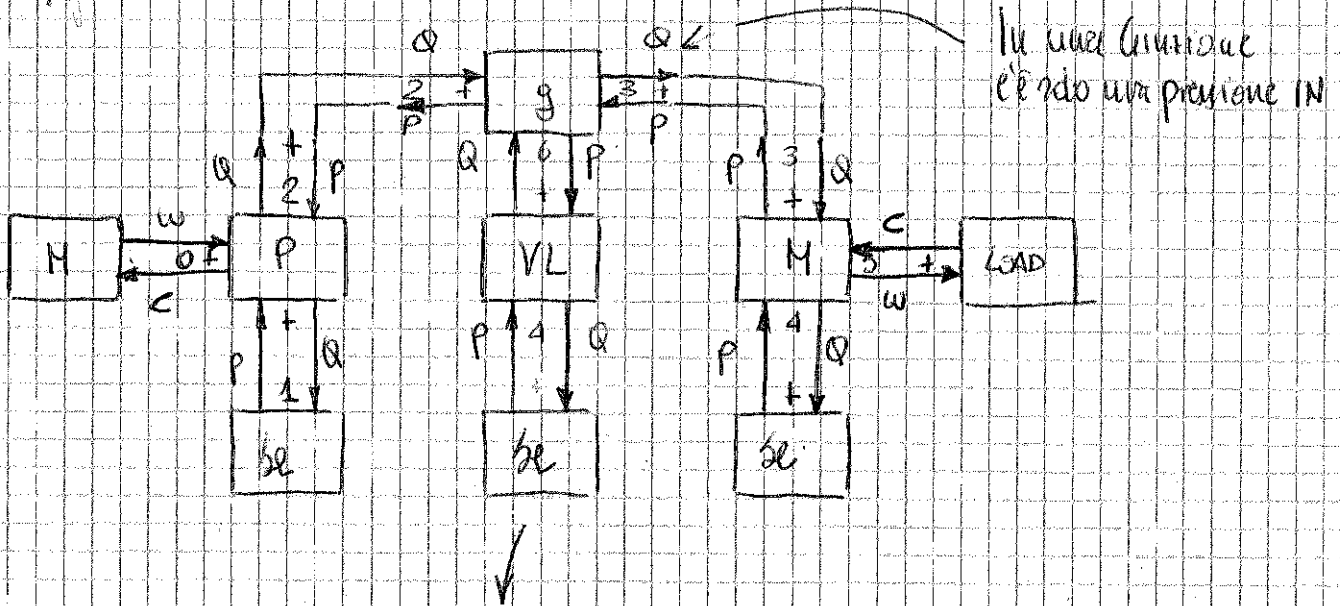 In una giunzione
c'è solo una pressione IN
Q
Q
2
+
g
3
+
P
P
Q
+
2
P
Q
6
+
P
P
3
+
Q
M
w
0
+
C
P
VL
M
C
5
+
w
LOAD
P
+
1
Q
P
4
Q
P
4
+
Q
se
se
se